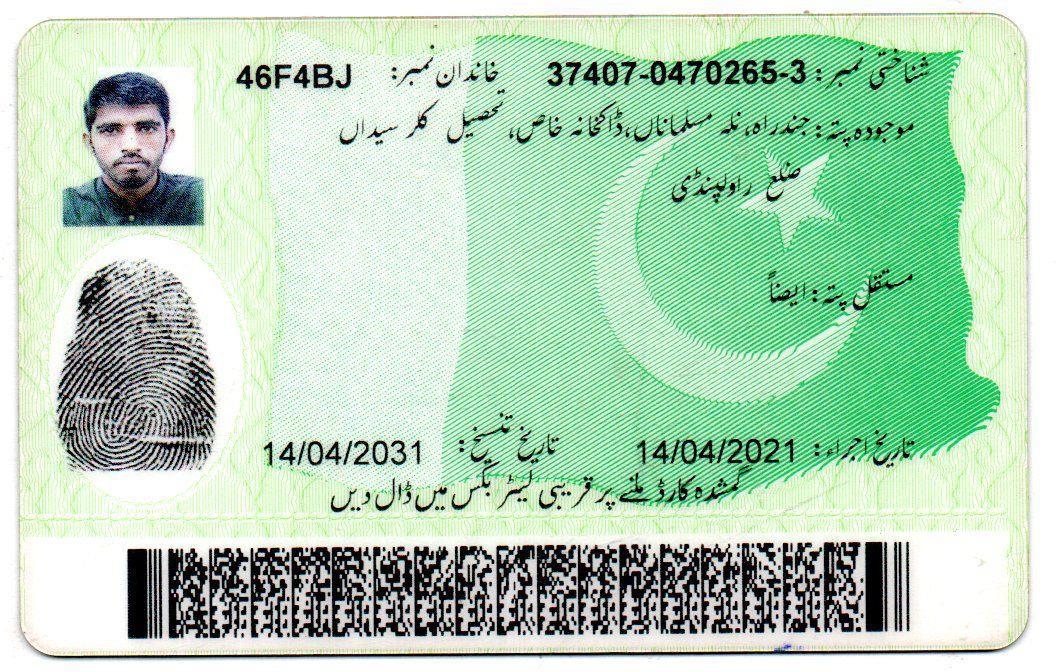 شناختی نمبر: 37407-0470265-3 خاندان نمبر: 46F4BJ
موجودہ پتہ: جندراہ، نلہ مسلماناں، ڈاکخانہ خاص، تحصیل کلر سیداں
ضلع راولپنڈی
مستقل پتہ: ایضاً
تاریخ اجراء: 14/04/2021 تاریخ تنسیخ: 14/04/2031
گمشدہ کارڈ ملنے پر قریبی لیٹر بکس میں ڈال دیں